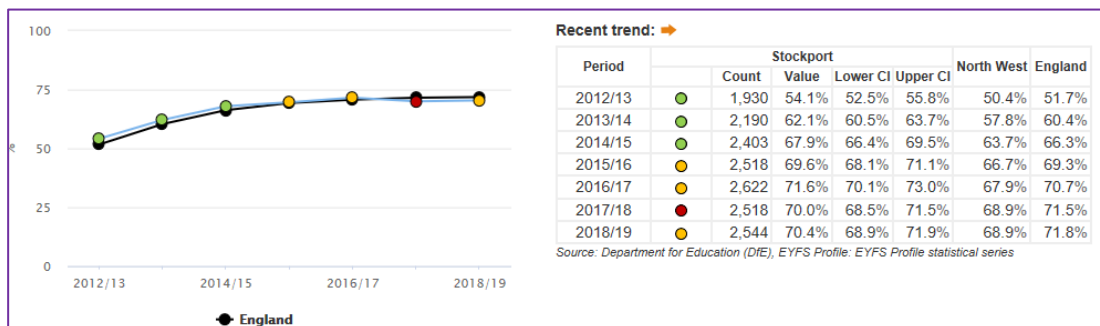 100
75
50
25
0
%
2012/13 2014/15 2016/17 2018/19
England
Recent trend:
Period Stockport North West England
Count Value Lower CI Upper CI
2012/13 1,930 54.1% 52.5% 55.8% 50.4% 51.7%
2013/14 2,190 62.1% 60.5% 63.7% 57.8% 60.4%
2014/15 2,403 67.9% 66.4% 69.5% 63.7% 66.3%
2015/16 2,518 69.6% 68.1% 71.1% 66.7% 69.3%
2016/17 2,622 71.6% 70.1% 73.0% 67.9% 70.7%
2017/18 2,518 70.0% 68.5% 71.5% 68.9% 71.5%
2018/19 2,544 70.4% 68.9% 71.9% 68.9% 71.8%
Source: Department for Education (DfE), EYFS Profile: EYFS Profile statistical series